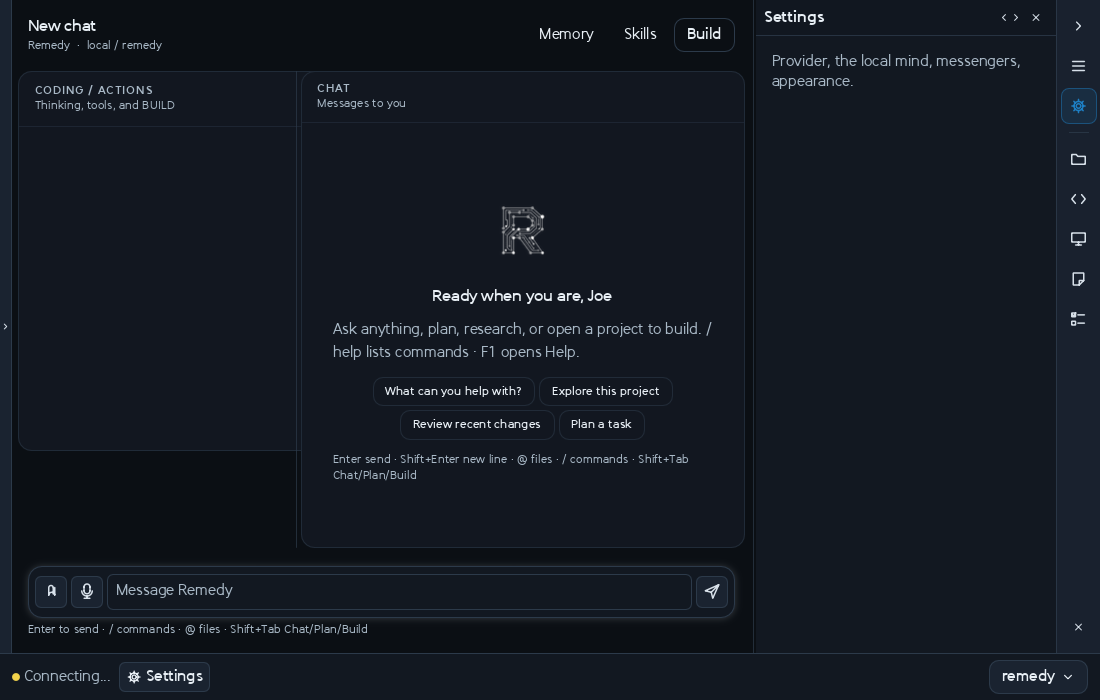 New chat
Remedy · local / remedy
Memory
Skills
Build
CODING / ACTIONS
Thinking, tools, and BUILD
CHAT
Messages to you
R
Ready when you are, Joe
Ask anything, plan, research, or open a project to build. /
help lists commands · F1 opens Help.
What can you help with?
Explore this project
Review recent changes
Plan a task
Enter send · Shift+Enter new line · @ files · / commands · Shift+Tab
Chat/Plan/Build
Message Remedy
Enter to send · / commands · @ files · Shift+Tab Chat/Plan/Build
Settings
Provider, the local mind, messengers,
appearance.
Connecting...
Settings
remedy